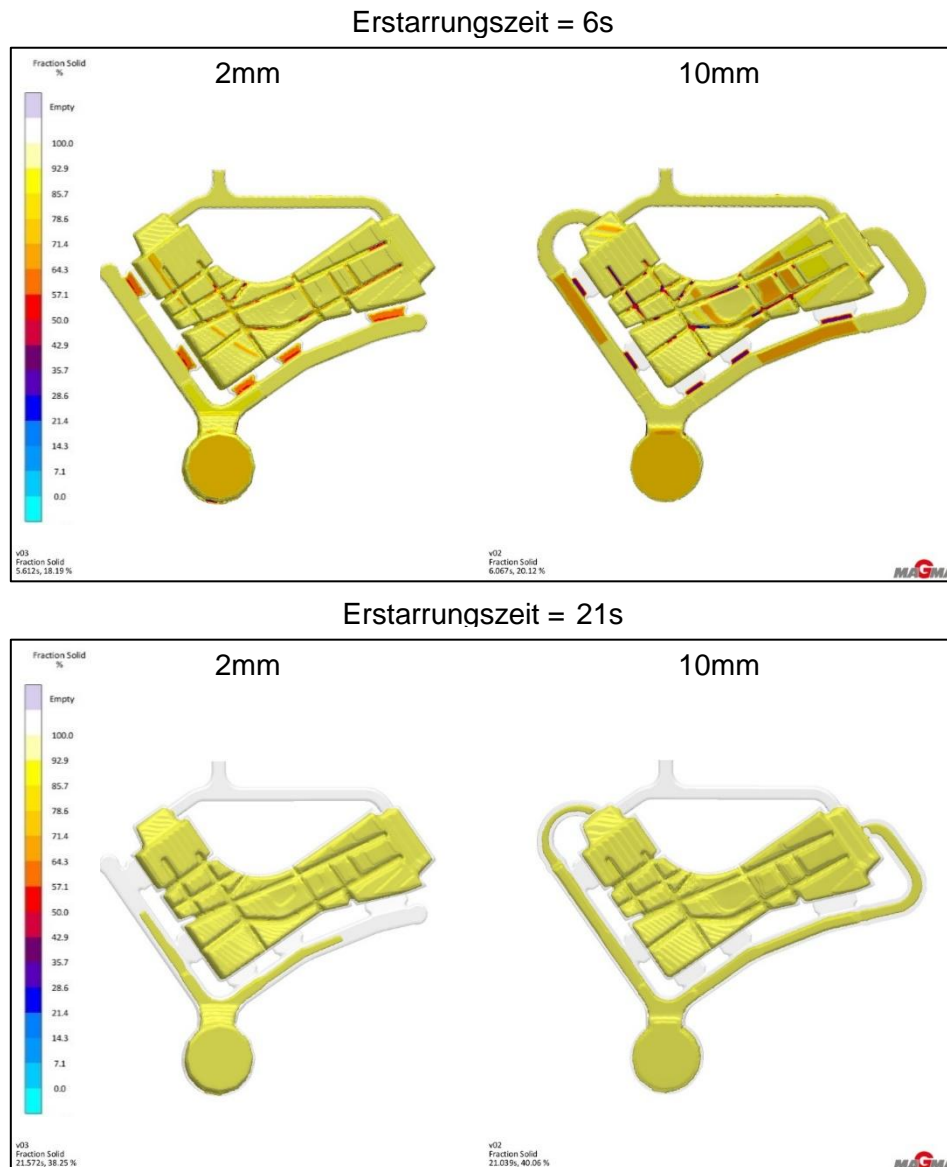 Erstarrungszeit = 6s
2mm
10mm
Fraction Solid
%
Empty
100.0
92.9
85.7
78.6
71.4
64.3
57.1
50.0
42.9
35.7
28.6
21.4
14.3
7.1
0.0
v03
Fraction Solid
5.612s, 18.19 %
v02
Fraction Solid
6.067s, 20.12 %
MAGMA
Erstarrungszeit = 21s
2mm
10mm
Fraction Solid
%
Empty
100.0
92.9
85.7
78.6
71.4
64.3
57.1
50.0
42.9
35.7
28.6
21.4
14.3
7.1
0.0
v03
Fraction Solid
21.572s, 38.25 %
v02
Fraction Solid
21.039s, 40.06 %
MAGMA